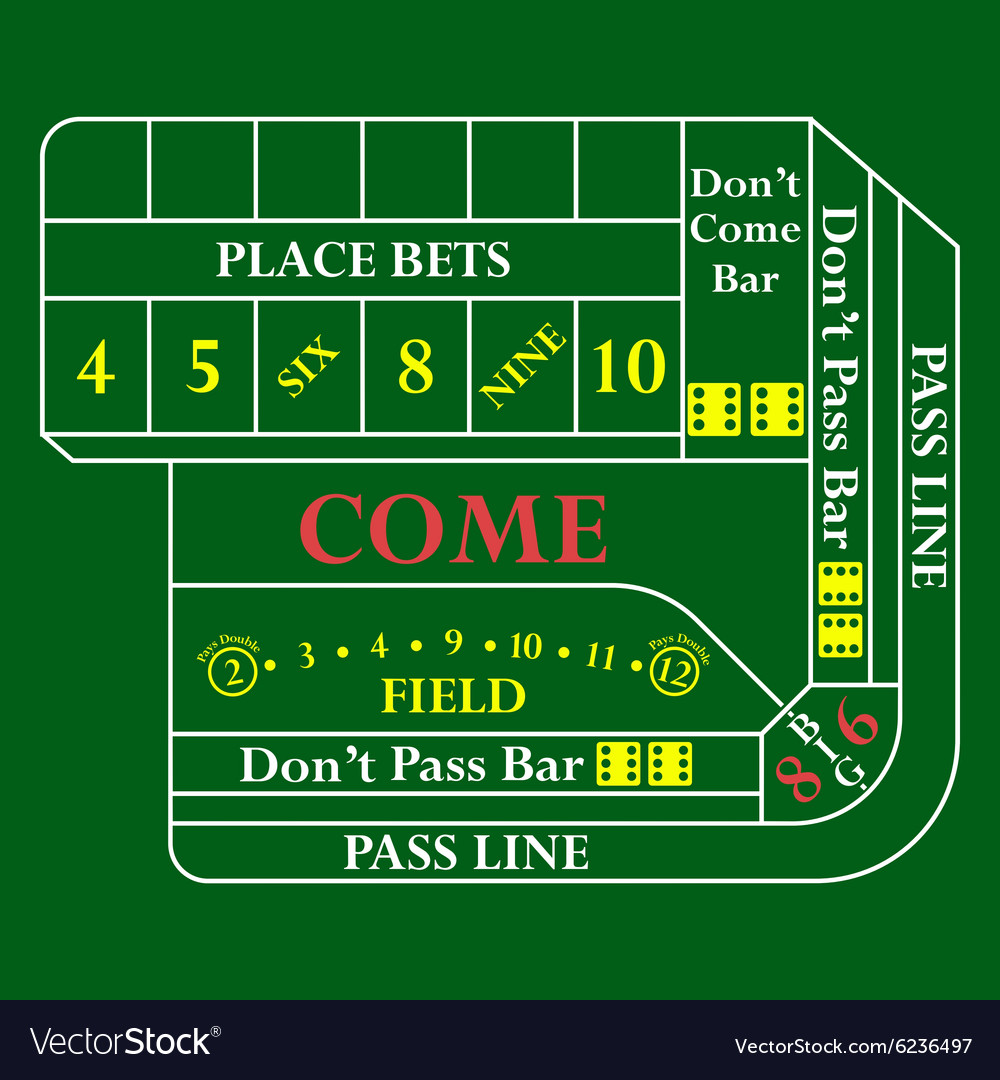 Don't
Come
Bar
PLACE BETS
4 5 SIX 8 NINE 10
Don't Pass Bar
PASS LINE
COME
Pays Double
2 • 3 • 4 • 9 • 10 • 11 • 12
Pays Double
FIELD
Don't Pass Bar
BIG
6
8
PASS LINE
VectorStock®
VectorStock.com/6236497